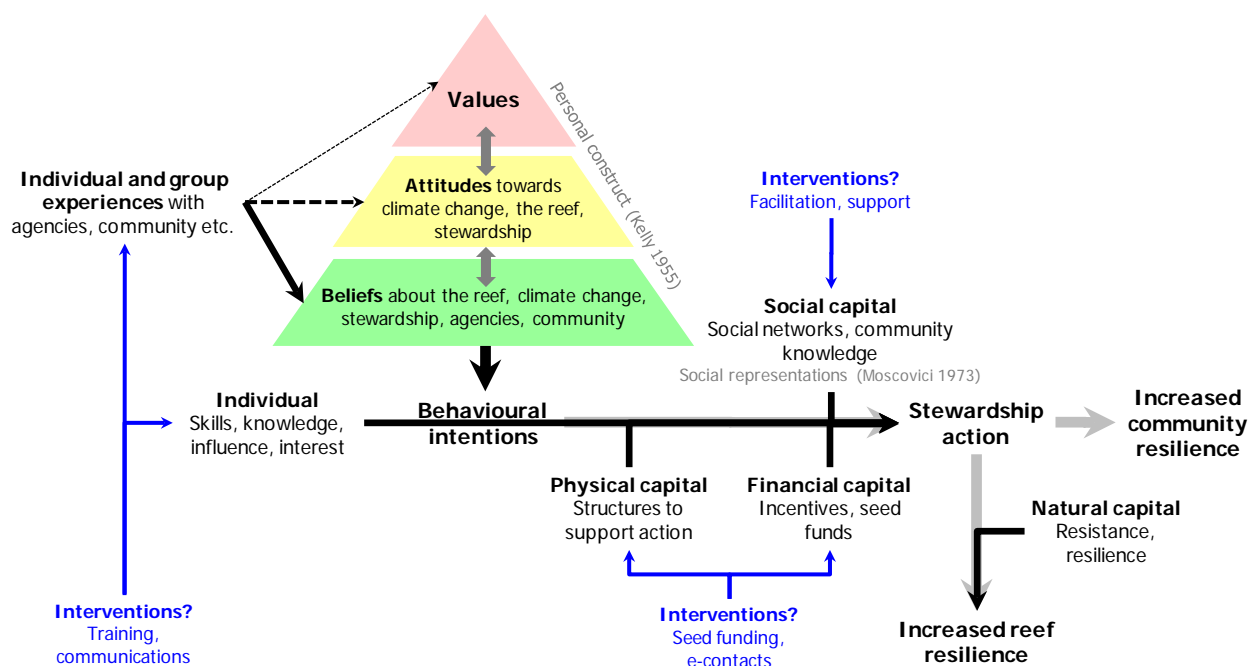 Values
Personal construct (Kelly 1955)
Individual and group
experiences with
agencies, community etc.
Attitudes towards
climate change, the reef,
stewardship
Interventions?
Facilitation, support
Beliefs about the reef, climate change,
stewardship, agencies, community
Social capital
Social networks, community
knowledge
Social representations (Moscovici 1973)
Individual
Skills, knowledge,
influence, interest
Behavioural
intentions
Stewardship
action
Increased
community
resilience
Physical capital
Structures to
support action
Financial capital
Incentives, seed
funds
Natural capital
Resistance,
resilience
Interventions?
Training,
communications
Interventions?
Seed funding,
e-contacts
Increased reef
resilience